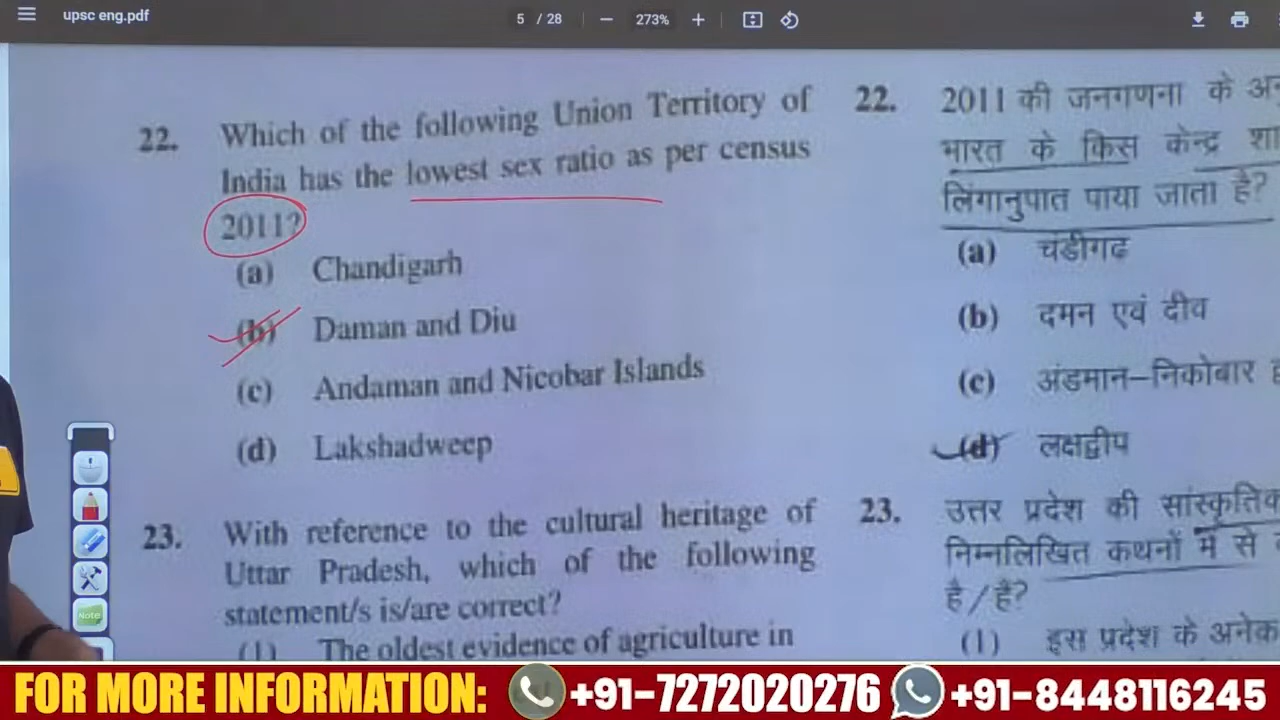 upsc eng.pdf
5 / 28
273%
22. Which of the following Union Territory of
India has the lowest sex ratio as per census
2011?
(a) Chandigarh
(b) Daman and Diu
(c) Andaman and Nicobar Islands
(d) Lakshadweep
23. With reference to the cultural heritage of
Uttar Pradesh, which of the following
statement/s is/are correct?
(1) The oldest evidence of agriculture in
22. 2011 की जनगणना के
भारत के किस केन्द्र
लिंगानुपात पाया जाता है?
(a) चंडीगढ
(b) दमन एवं दीव
(c) अंडमान-निकोबार
(d) लक्षद्वीप
23. उत्तर प्रदेश की सांस्कृतिक
निम्नलिखित कथनों में से
है / हैं?
(1) इस प्रदेश के अनेक
Note
FOR MORE INFORMATION: +91-7272020276 +91-8448116245